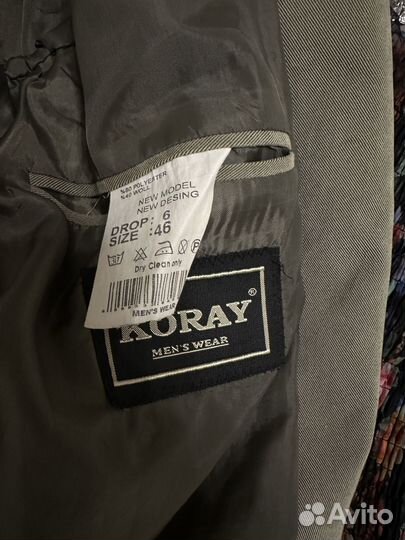 %60 POLYESTER
%40 WOLL
NEW MODEL
NEW DESING
DROP: 6
SIZE :46
Dry Clean only
MEN'S WEAR
KORAY®
MEN'S WEAR
Avito